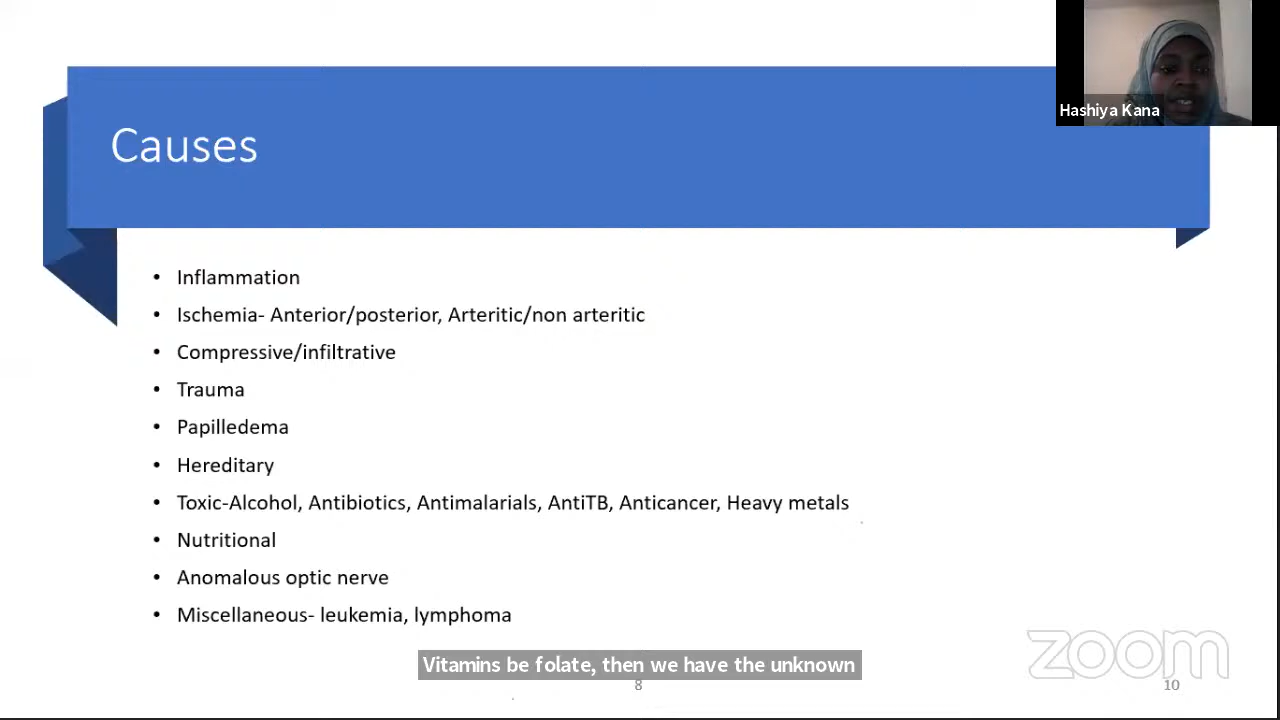 Hashiya Kana
Causes
• Inflammation
• Ischemia- Anterior/posterior, Arteritic/non arteritic
• Compressive/infiltrative
• Trauma
• Papilledema
• Hereditary
• Toxic-Alcohol, Antibiotics, Antimalarials, AntiTB, Anticancer, Heavy metals
• Nutritional
• Anomalous optic nerve
• Miscellaneous- leukemia, lymphoma
Vitamins be folate, then we have the unknown
zoom
8
10